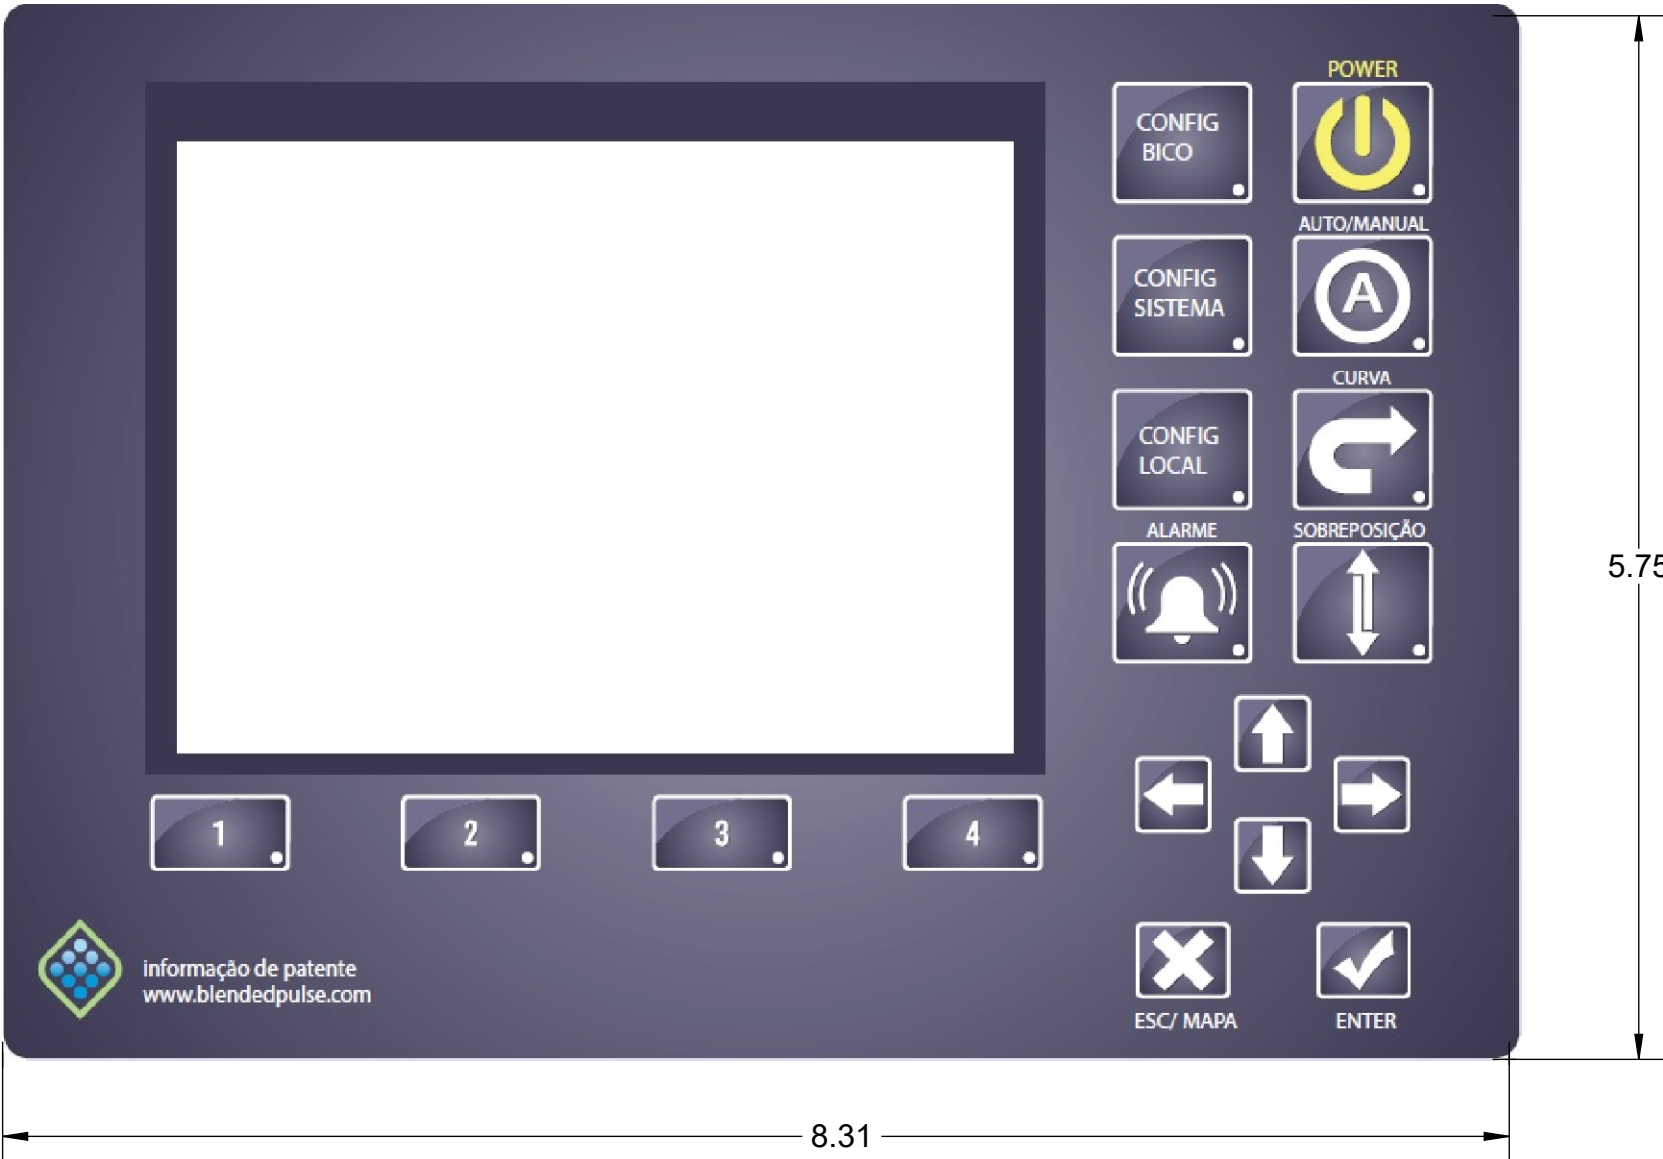 POWER
CONFIG
BICO
AUTO/MANUAL
CONFIG
SISTEMA
A
CURVA
CONFIG
LOCAL
ALARME
SOBREPOSIÇÃO
5.75
1
2
3
4
informação de patente
www.blendedpulse.com
ESC/ MAPA
ENTER
8.31